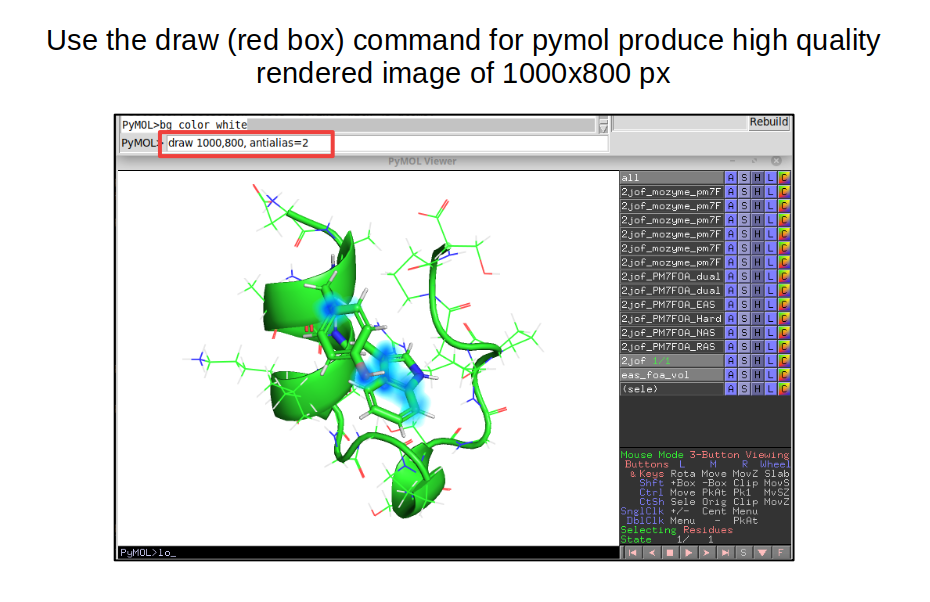 Use the draw (red box) command for pymol produce high quality
rendered image of 1000x800 px
PyMOL>bg color white
Rebuild
PyMOL> draw 1000,800, antialias=2
PyMOL Viewer
all A S H L C
2jof_mozyme_pm7F A S H L C
2jof_mozyme_pm7F A S H L C
2jof_mozyme_pm7F A S H L C
2jof_mozyme_pm7F A S H L C
2jof_mozyme_pm7F A S H L C
2jof_mozyme_pm7F A S H L C
2jof_PM7FOA_dual A S H L C
2jof_PM7FOA_dual A S H L C
2jof_PM7FOA_EAS A S H L C
2jof_PM7FOA_Hard A S H L C
2jof_PM7FOA_NAS A S H L C
2jof_PM7FOA_RAS A S H L C
2jof 1/1 A S H L C
eas_foa_vol A S H L C
(sele) A S H L C
Mouse Mode 3-Button Viewing
Buttons L M R Wheel
& Keys Rota Move MovZ Slab
Shft +Box -Box Clip MovS
Ctrl Move PkAt Pk1 MvSZ
CtSh Sele Orig Clip MovZ
SnglClk +/- Cent Menu
DblClk Menu - PkAt
Selecting Residues
State 1/ 1
PyMOL>lo_
S F